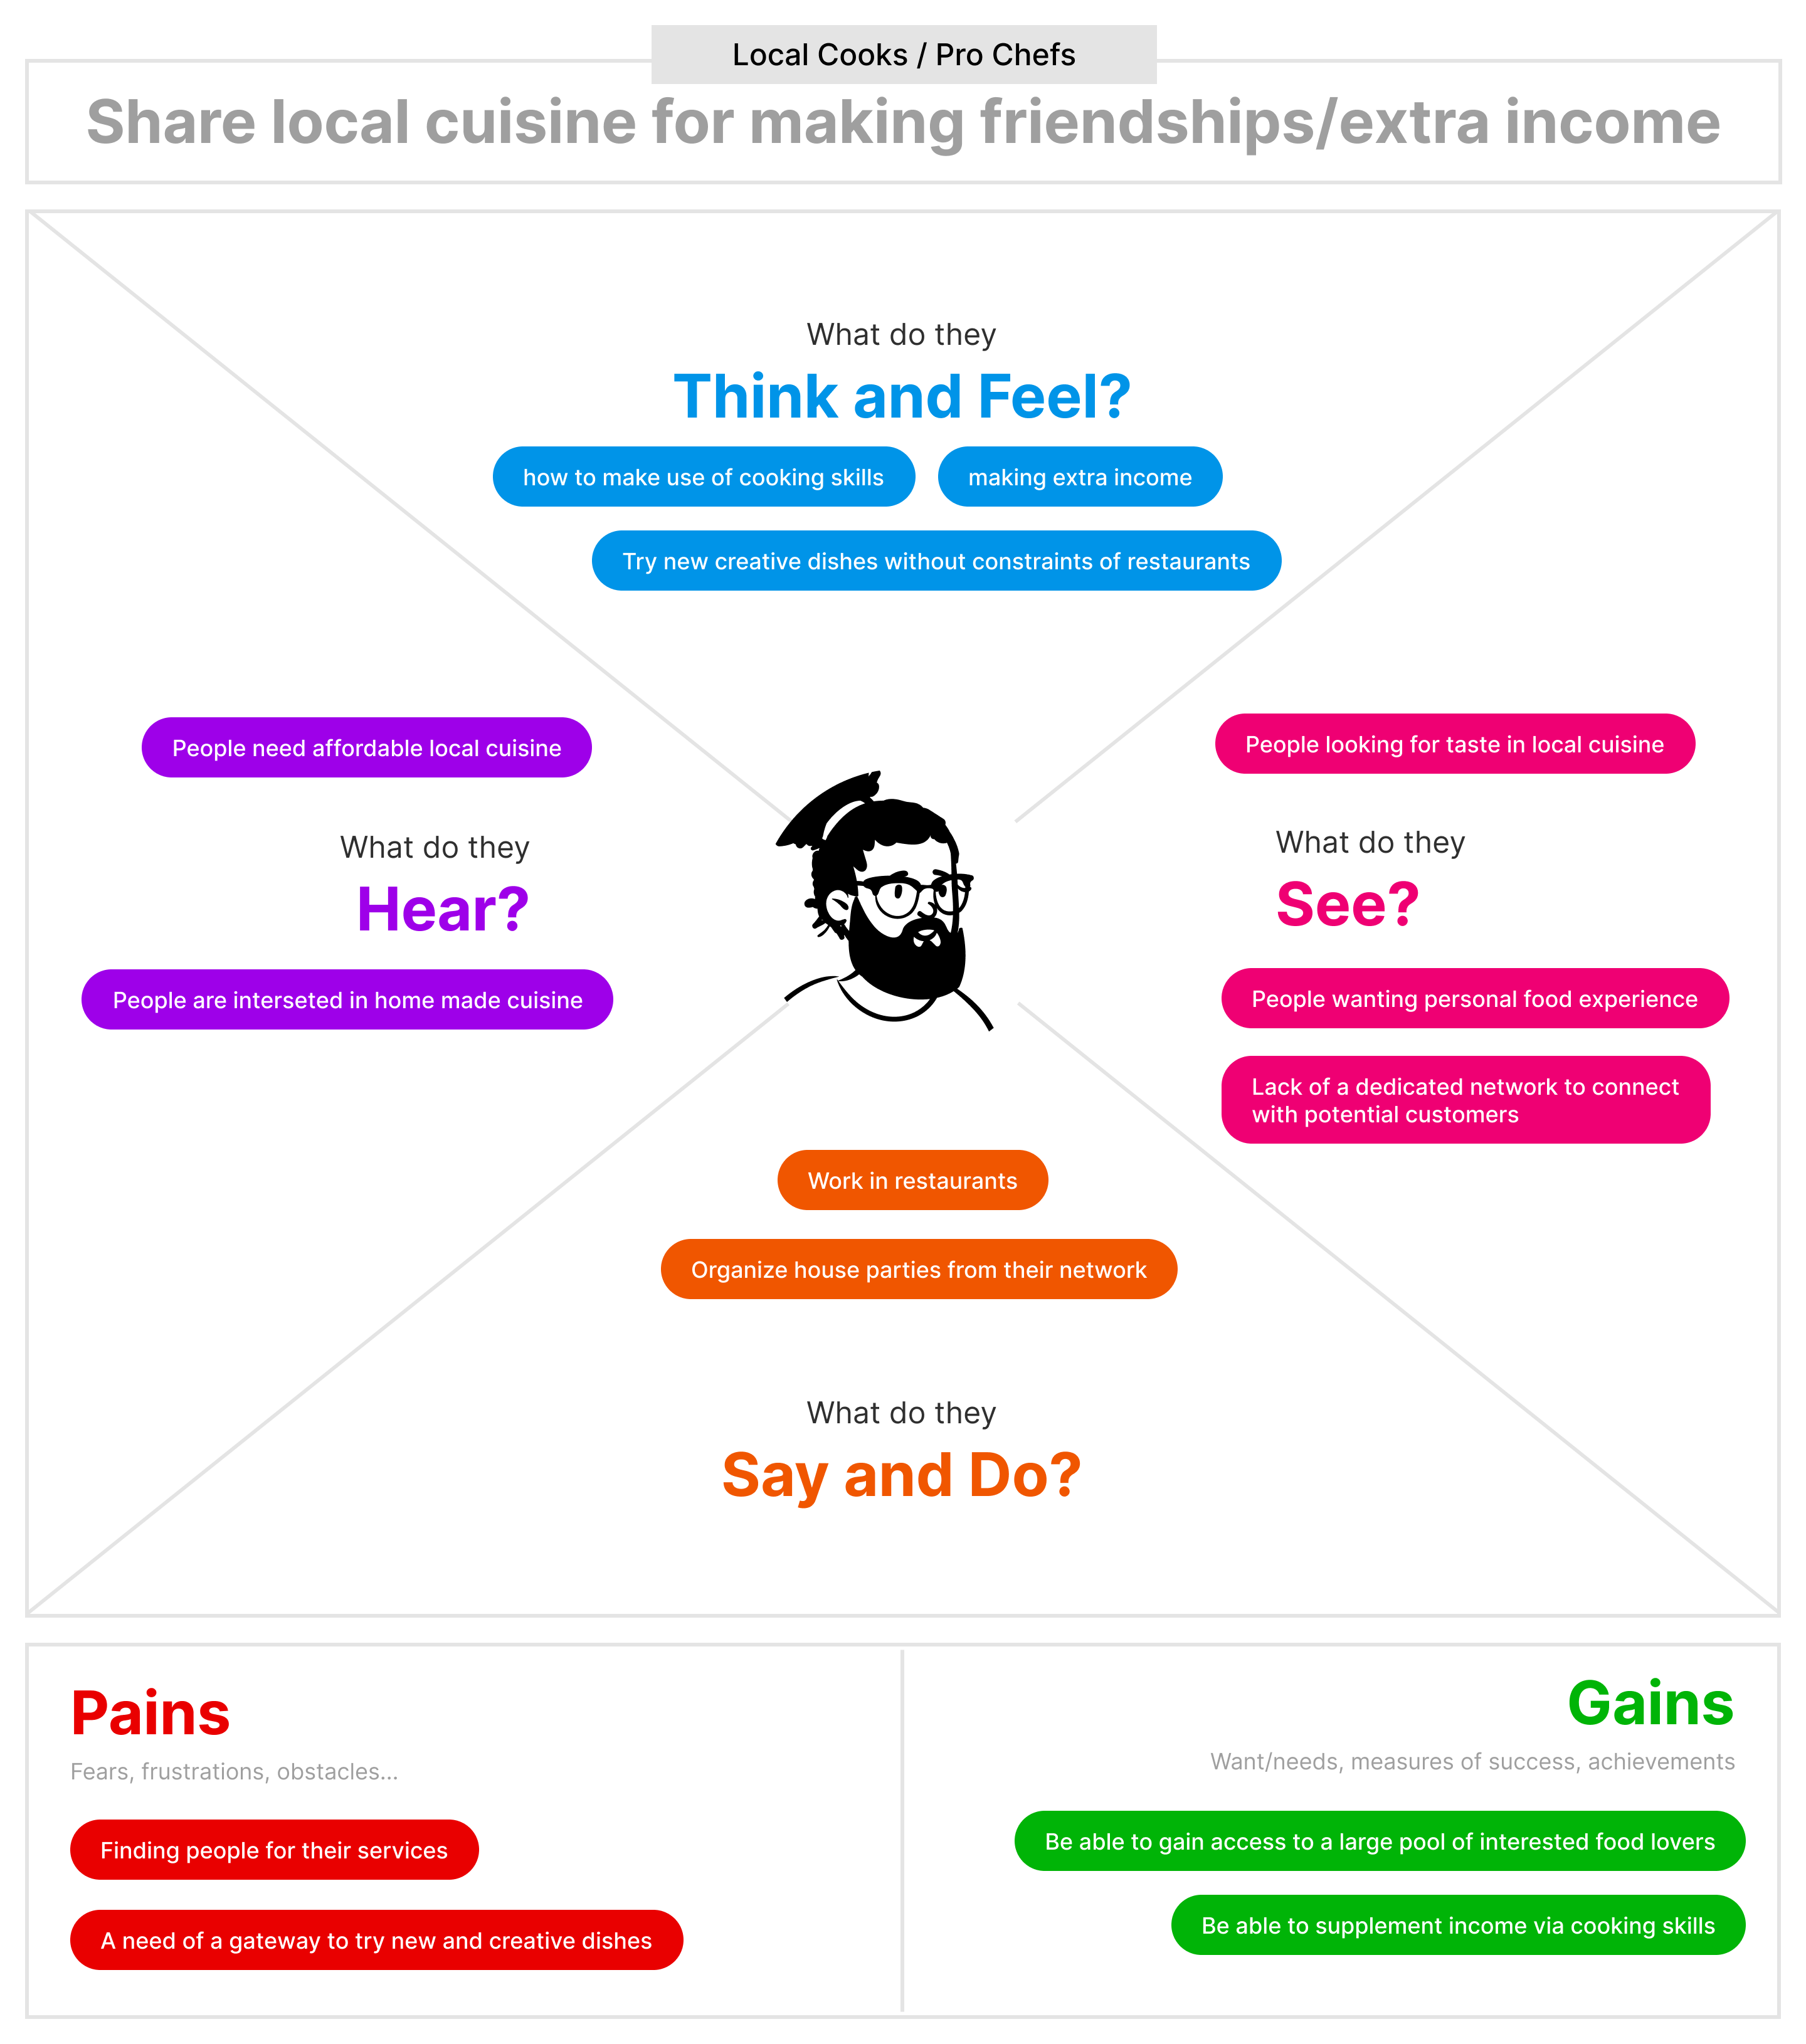 Local Cooks / Pro Chefs
Share local cuisine for making friendships/extra income
What do they
Think and Feel?
how to make use of cooking skills
making extra income
Try new creative dishes without constraints of restaurants
People need affordable local cuisine
What do they
Hear?
People are interseted in home made cuisine
People looking for taste in local cuisine
What do they
See?
People wanting personal food experience
Lack of a dedicated network to connect
with potential customers
Work in restaurants
Organize house parties from their network
What do they
Say and Do?
Pains
Fears, frustrations, obstacles...
Finding people for their services
A need of a gateway to try new and creative dishes
Gains
Want/needs, measures of success, achievements
Be able to gain access to a large pool of interested food lovers
Be able to supplement income via cooking skills